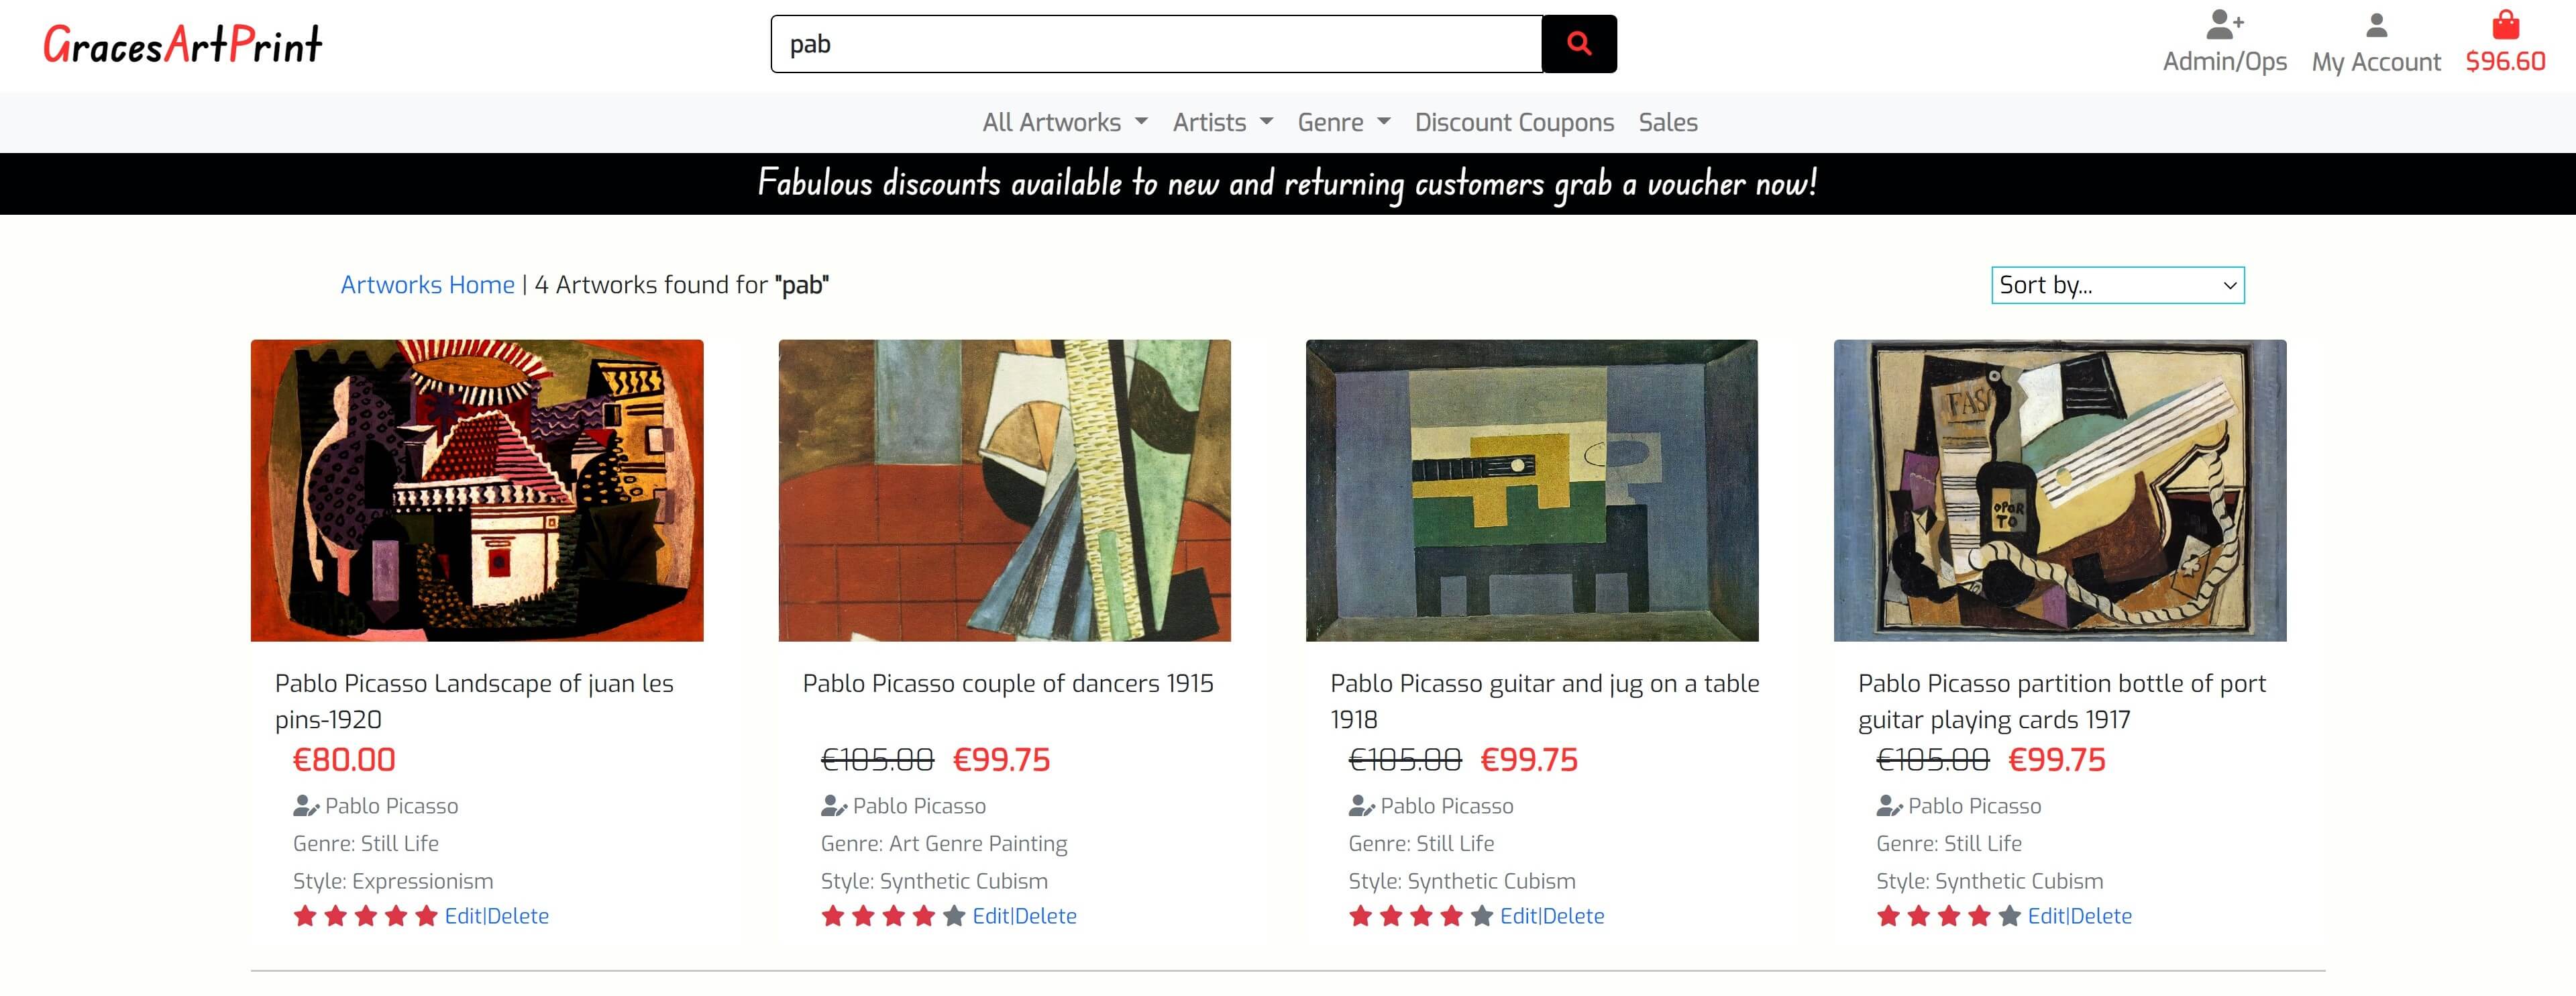 GracesArtPrint
pab
Admin/Ops
My Account
$96.60
All Artworks
Artists
Genre
Discount Coupons
Sales
Fabulous discounts available to new and returning customers grab a voucher now!
Artworks Home | 4 Artworks found for "pab"
Sort by...
FAS
OPOR
TO
Pablo Picasso Landscape of juan les
pins-1920
€80.00
Pablo Picasso
Genre: Still Life
Style: Expressionism
Edit|Delete
Pablo Picasso couple of dancers 1915
€105.00 €99.75
Pablo Picasso
Genre: Art Genre Painting
Style: Synthetic Cubism
Edit|Delete
Pablo Picasso guitar and jug on a table
1918
€105.00 €99.75
Pablo Picasso
Genre: Still Life
Style: Synthetic Cubism
Edit|Delete
Pablo Picasso partition bottle of port
guitar playing cards 1917
€105.00 €99.75
Pablo Picasso
Genre: Still Life
Style: Synthetic Cubism
Edit|Delete